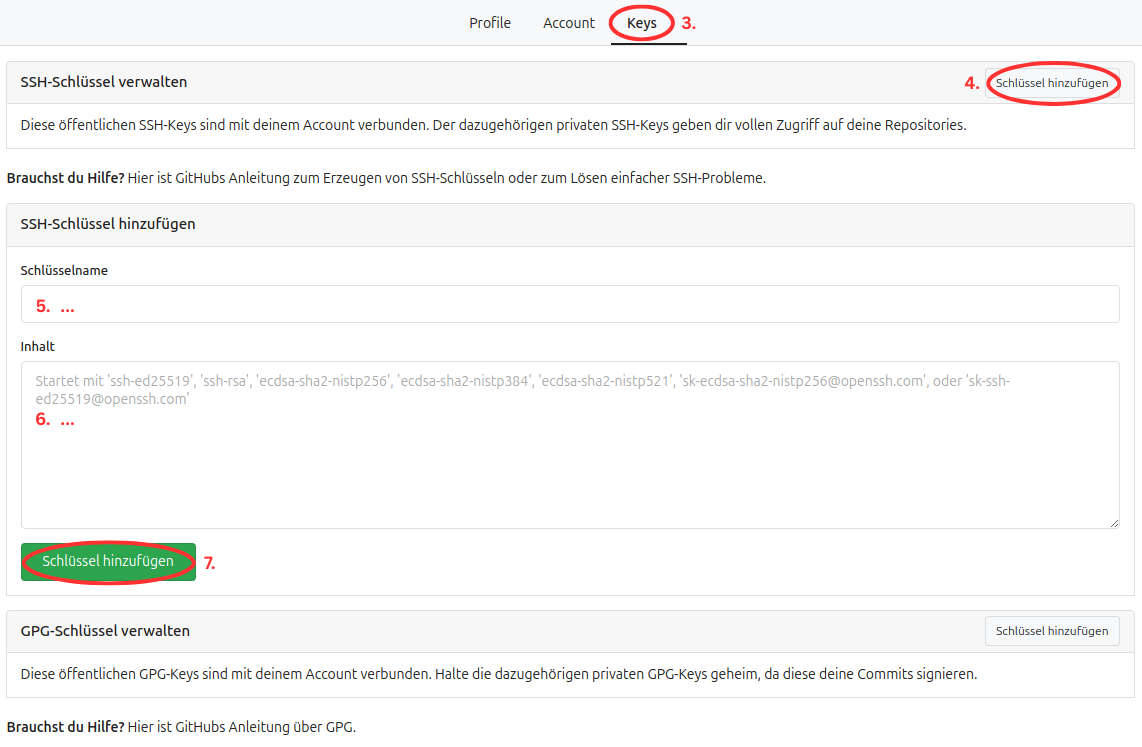 Profile Account Keys 3.
SSH-Schlüssel verwalten 4. Schlüssel hinzufügen
Diese öffentlichen SSH-Keys sind mit deinem Account verbunden. Der dazugehörigen privaten SSH-Keys geben dir vollen Zugriff auf deine Repositories.
Brauchst du Hilfe? Hier ist GitHubs Anleitung zum Erzeugen von SSH-Schlüsseln oder zum Lösen einfacher SSH-Probleme.
SSH-Schlüssel hinzufügen
Schlüsselname
5. ...
Inhalt
Startet mit 'ssh-ed25519', 'ssh-rsa', 'ecdsa-sha2-nistp256', 'ecdsa-sha2-nistp384', 'ecdsa-sha2-nistp521', 'sk-ecdsa-sha2-nistp256@openssh.com', oder 'sk-ssh-
ed25519@openssh.com'
6. ...
Schlüssel hinzufügen 7.
GPG-Schlüssel verwalten Schlüssel hinzufügen
Diese öffentlichen GPG-Keys sind mit deinem Account verbunden. Halte die dazugehörigen privaten GPG-Keys geheim, da diese deine Commits signieren.
Brauchst du Hilfe? Hier ist GitHubs Anleitung über GPG.